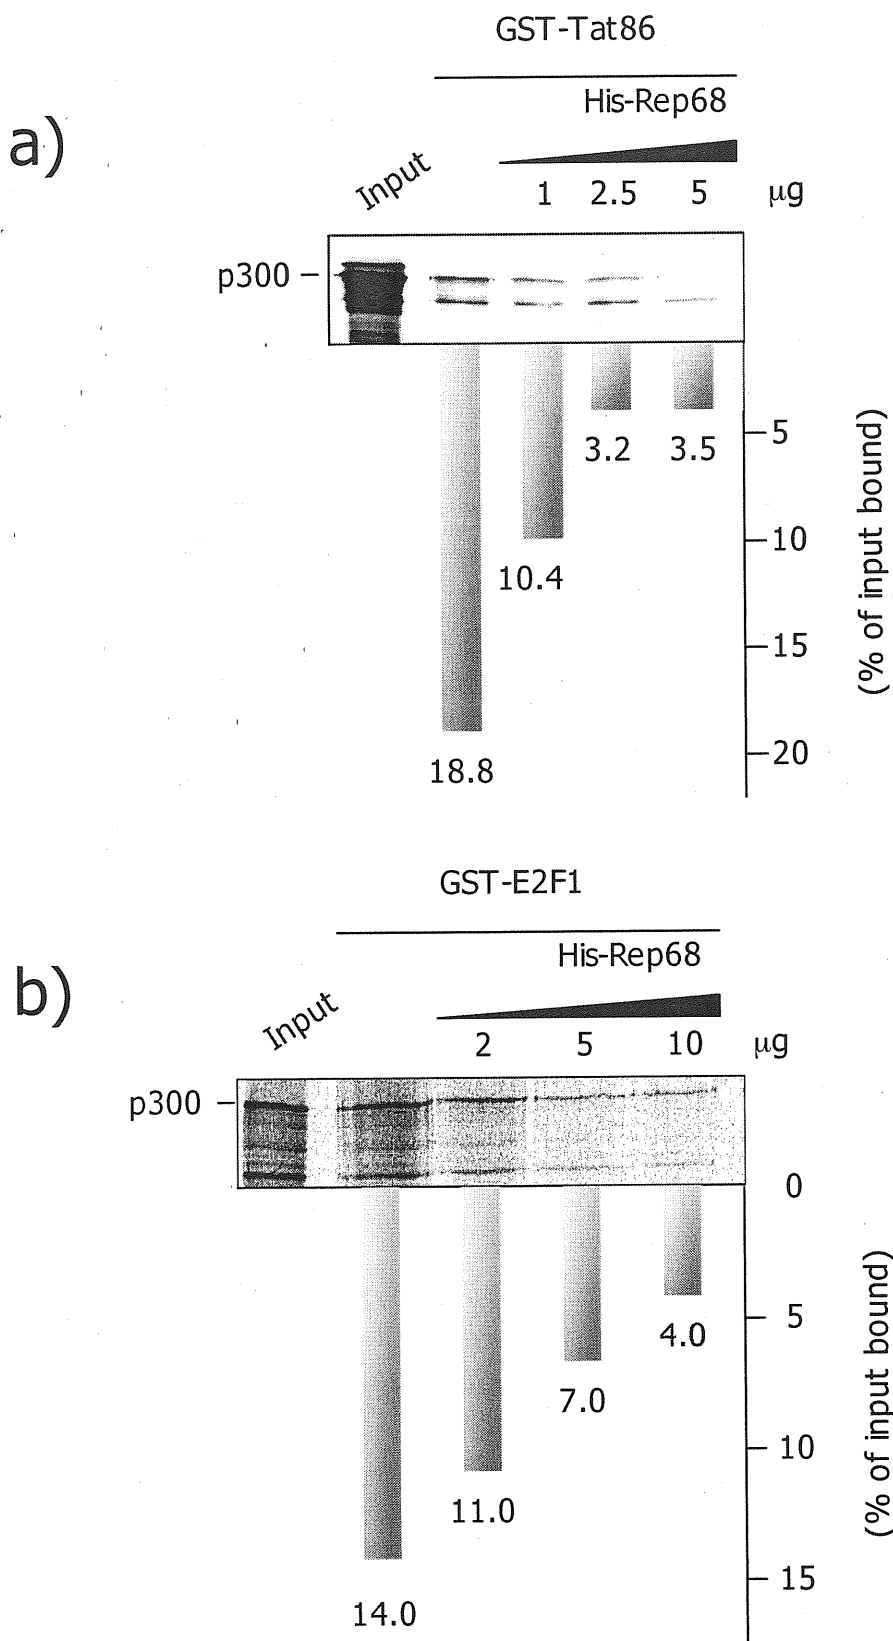 a)
GST-Tat86
His-Rep68
Input
1 2.5 5 µg
p300
5
3.2 3.5
10
10.4
15
20
18.8
(% of input bound)
b)
GST-E2F1
His-Rep68
Input
2 5 10 µg
p300
0
5
4.0
7.0
10
11.0
15
14.0
(% of input bound)